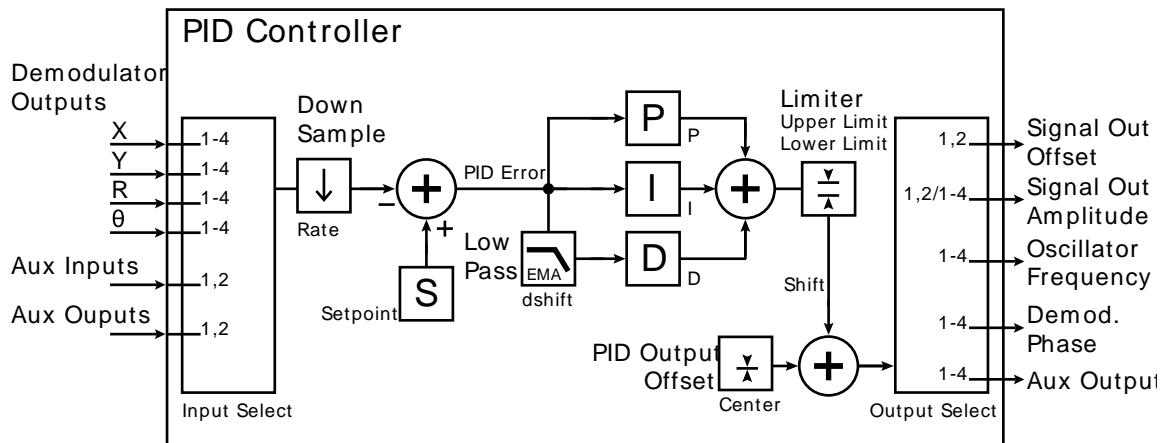 PID Controller
Demodulator
Outputs
X
Y
R
θ
Aux Inputs
Aux Ouputs
1-4
1-4
1-4
1-4
1,2
1,2
Input Select
Down
Sample
Rate
S
Setpoint
PID Error
Low
Pass
EMA
dshift
P
P
I
I
D
D
Limiter
Upper Limit
Lower Limit
Shift
PID Output
Offset
Center
1,2
1,2/1-4
1-4
1-4
1-4
Output Select
Signal Out
Offset
Signal Out
Amplitude
Oscillator
Frequency
Demod.
Phase
Aux Output